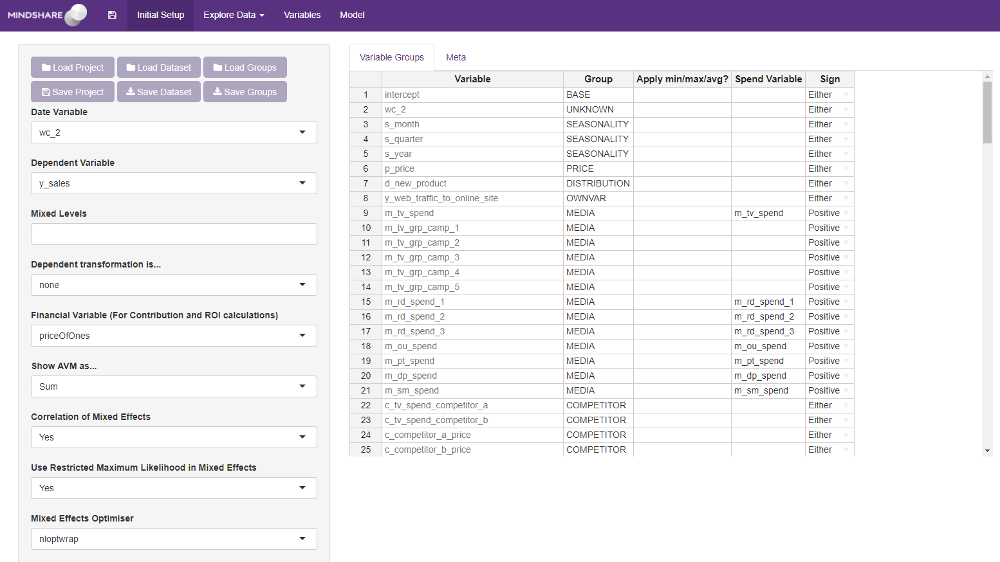 MINDSHARE
Initial Setup
Explore Data
Variables
Model
Load Project
Load Dataset
Load Groups
Save Project
Save Dataset
Save Groups
Date Variable
wc_2
Dependent Variable
y_sales
Mixed Levels
Dependent transformation is...
none
Financial Variable (For Contribution and ROI calculations)
priceOfOnes
Show AVM as...
Sum
Correlation of Mixed Effects
Yes
Use Restricted Maximum Likelihood in Mixed Effects
Yes
Mixed Effects Optimiser
nloptwrap
Variable Groups
Meta
Variable Group Apply min/max/avg? Spend Variable Sign
1 intercept BASE Either
2 wc_2 UNKNOWN Either
3 s_month SEASONALITY Either
4 s_quarter SEASONALITY Either
5 s_year SEASONALITY Either
6 p_price PRICE Either
7 d_new_product DISTRIBUTION Either
8 y_web_traffic_to_online_site OWNVAR Either
9 m_tv_spend MEDIA m_tv_spend Positive
10 m_tv_grp_camp_1 MEDIA Positive
11 m_tv_grp_camp_2 MEDIA Positive
12 m_tv_grp_camp_3 MEDIA Positive
13 m_tv_grp_camp_4 MEDIA Positive
14 m_tv_grp_camp_5 MEDIA Positive
15 m_rd_spend_1 MEDIA m_rd_spend_1 Positive
16 m_rd_spend_2 MEDIA m_rd_spend_2 Positive
17 m_rd_spend_3 MEDIA m_rd_spend_3 Positive
18 m_ou_spend MEDIA m_ou_spend Positive
19 m_pt_spend MEDIA m_pt_spend Positive
20 m_dp_spend MEDIA m_dp_spend Positive
21 m_sm_spend MEDIA m_sm_spend Positive
22 c_tv_spend_competitor_a COMPETITOR Either
23 c_tv_spend_competitor_b COMPETITOR Either
24 c_competitor_a_price COMPETITOR Either
25 c_competitor_b_price COMPETITOR Either